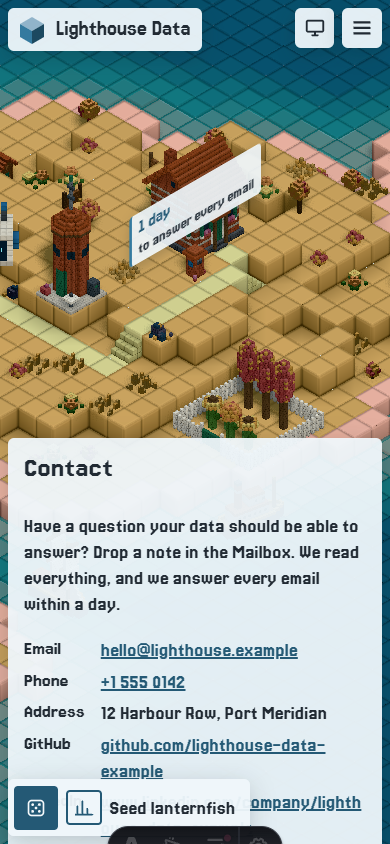 Lighthouse Data
1 day
to answer every email
Contact
Have a question your data should be able to
answer? Drop a note in the Mailbox. We read
everything, and we answer every email
within a day.
Email hello@lighthouse.example
Phone +1 555 0142
Address 12 Harbour Row, Port Meridian
GitHub github.com/lighthouse-data-
example
company/lighth
Seed lanternfish